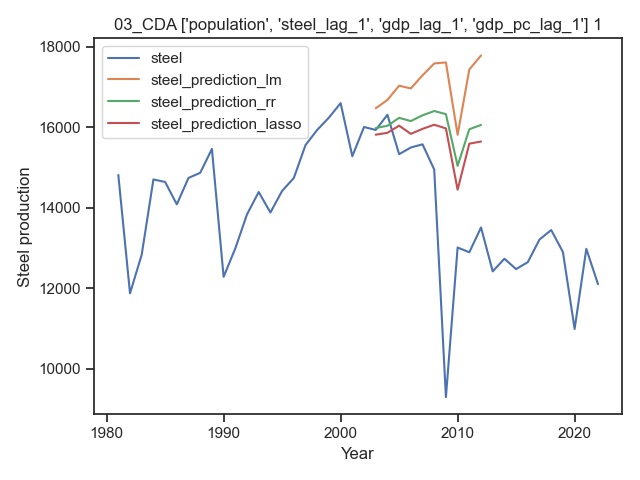 03_CDA ['population', 'steel_lag_1', 'gdp_lag_1', 'gdp_pc_lag_1'] 1
steel
steel_prediction_lm
steel_prediction_rr
steel_prediction_lasso
Steel production
18000
16000
14000
12000
10000
1980
1990
2000
2010
2020
Year